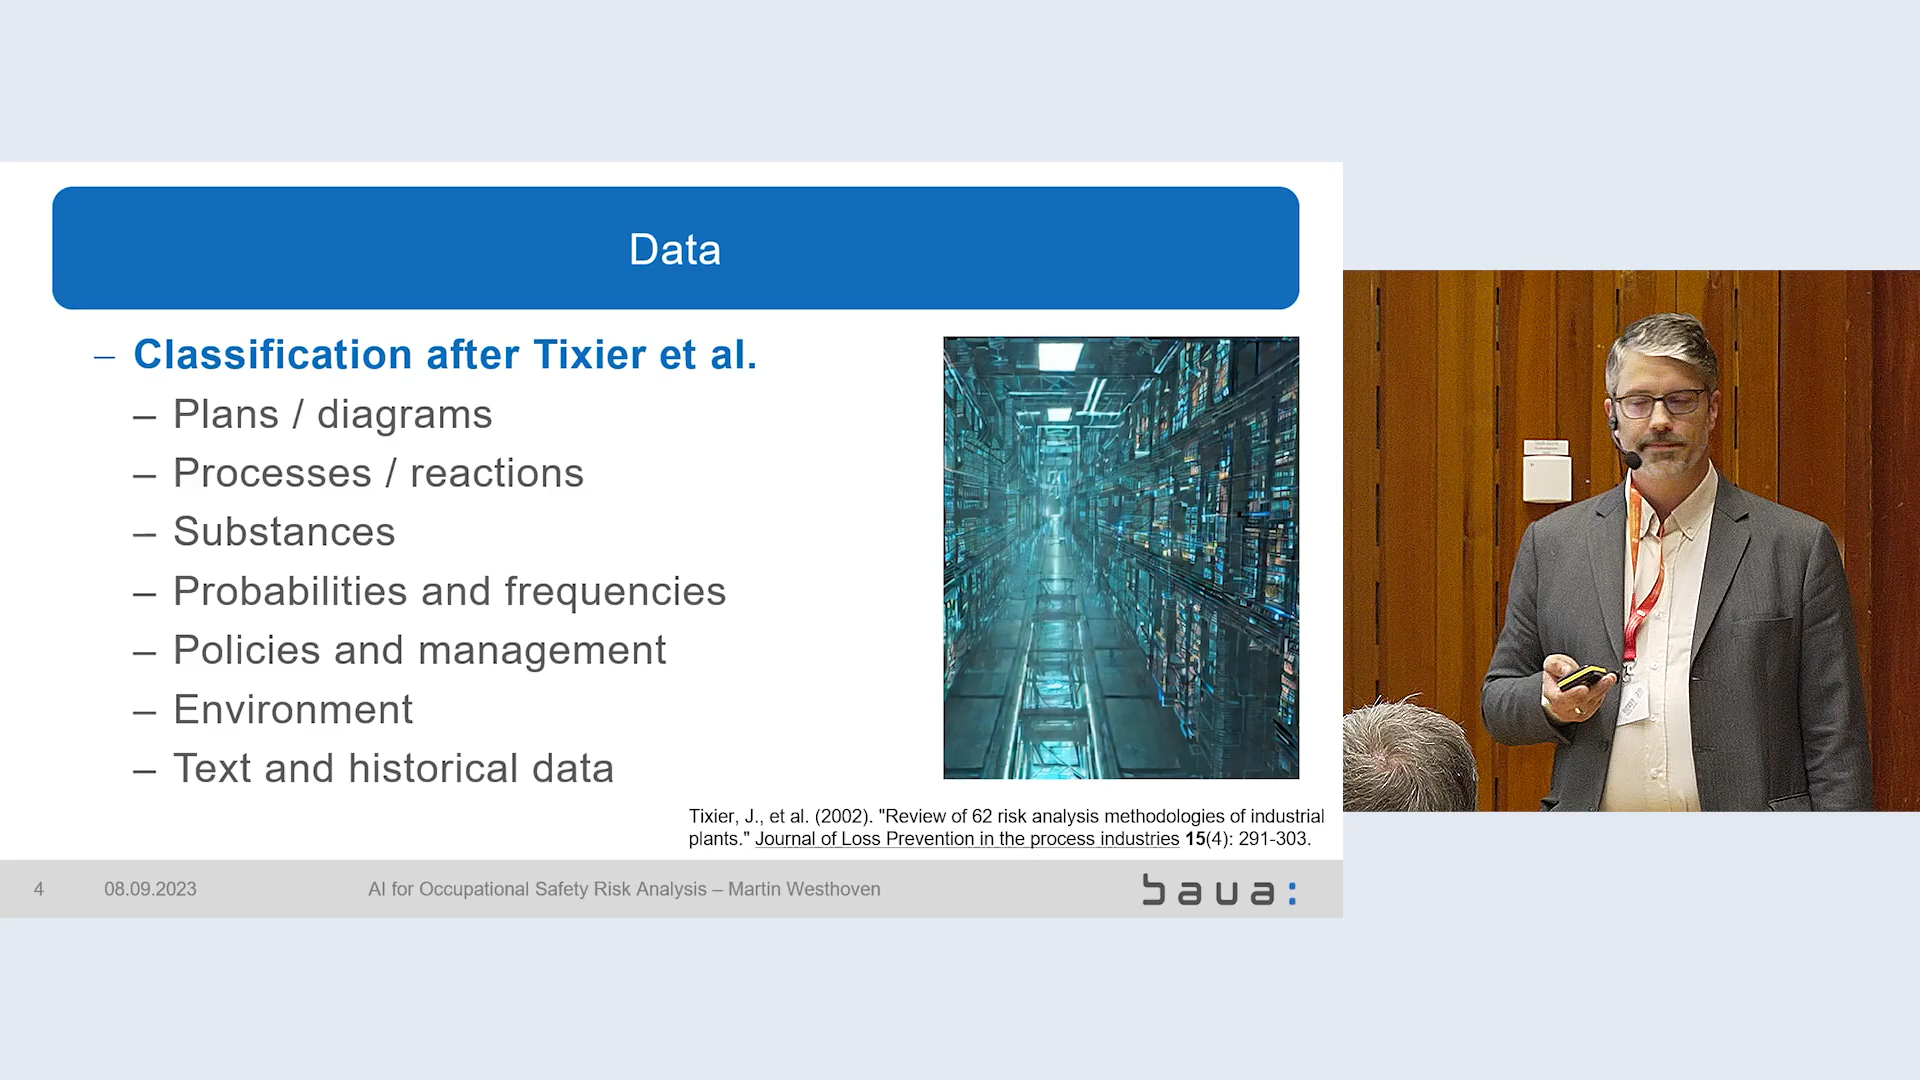 Data
– Classification after Tixier et al.
– Plans / diagrams
– Processes / reactions
– Substances
– Probabilities and frequencies
– Policies and management
– Environment
– Text and historical data
Tixier, J., et al. (2002). "Review of 62 risk analysis methodologies of industrial
plants." Journal of Loss Prevention in the process industries 15(4): 291-303.
4 08.09.2023 AI for Occupational Safety Risk Analysis – Martin Westhoven baua: